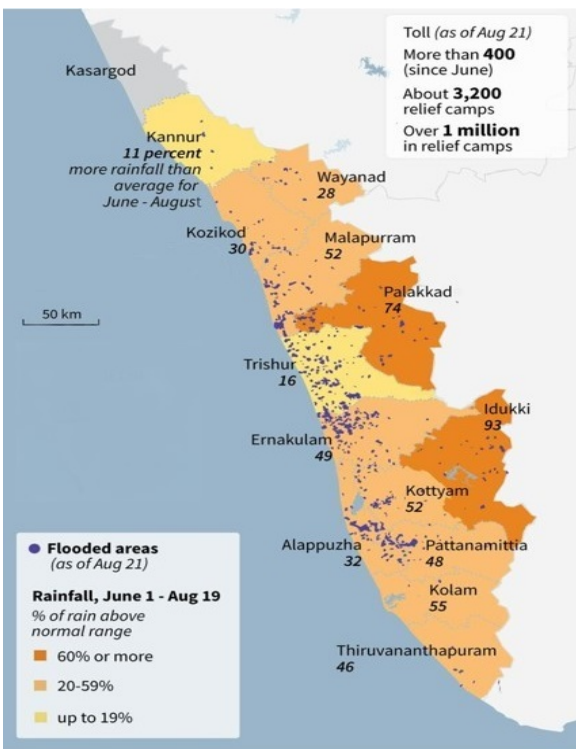 Toll (as of Aug 21)
More than 400
(since June)
About 3,200
relief camps
Over 1 million
in relief camps
Kasargod
Kannur
11 percent
more rainfall than
average for
June - August
Wayanad
28
Kozikod
30
Malapurram
52
Palakkad
74
50 km
Trishur
16
Idukki
93
Ernakulam
49
Kottyam
52
Alappuzha
32
Pattanamittia
48
Kolam
55
Thiruvananthapuram
46
Flooded areas
(as of Aug 21)
Rainfall, June 1 - Aug 19
% of rain above
normal range
60% or more
20-59%
up to 19%